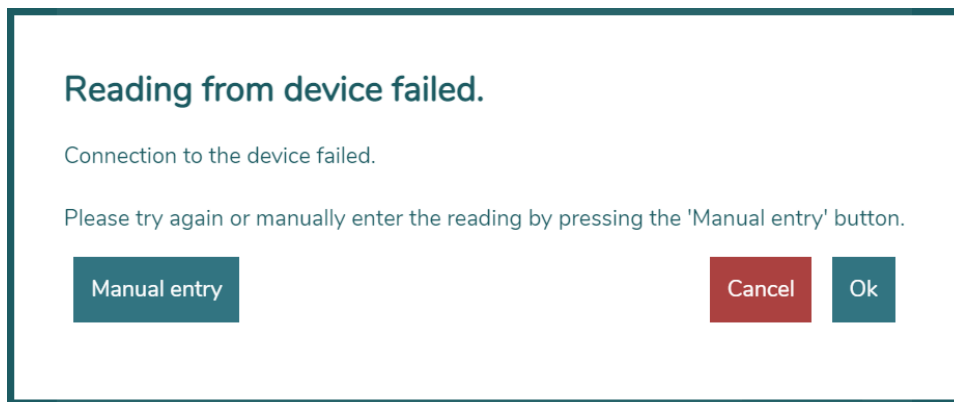 Reading from device failed.
Connection to the device failed.
Please try again or manually enter the reading by pressing the 'Manual entry' button.
Manual entry
Cancel
Ok